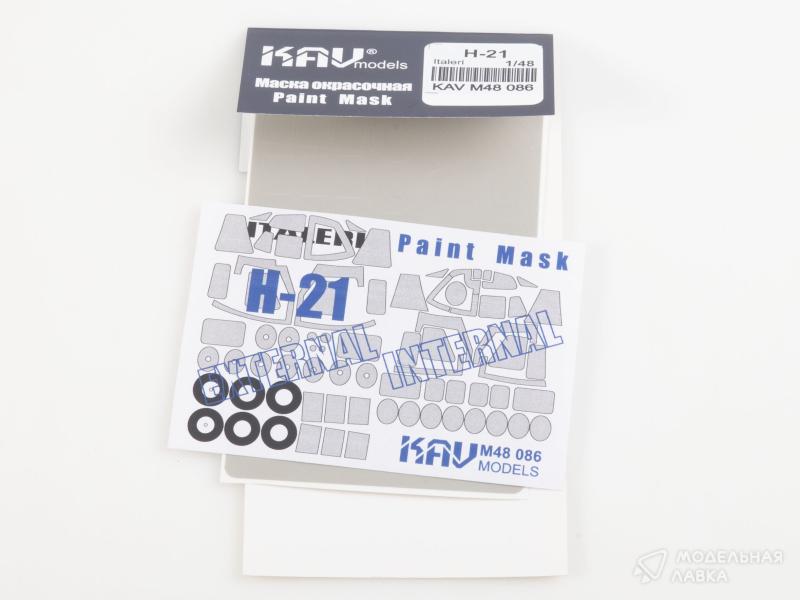 KAV® models
Маска окрасочная
Paint Mask
H-21
Italeri 1/48
KAV M48 086
ITALERI
Paint Mask
H-21
EXTERNAL
INTERNAL
KAV M48 086
MODELS
МОДЕЛЬНАЯ
ЛАВКА